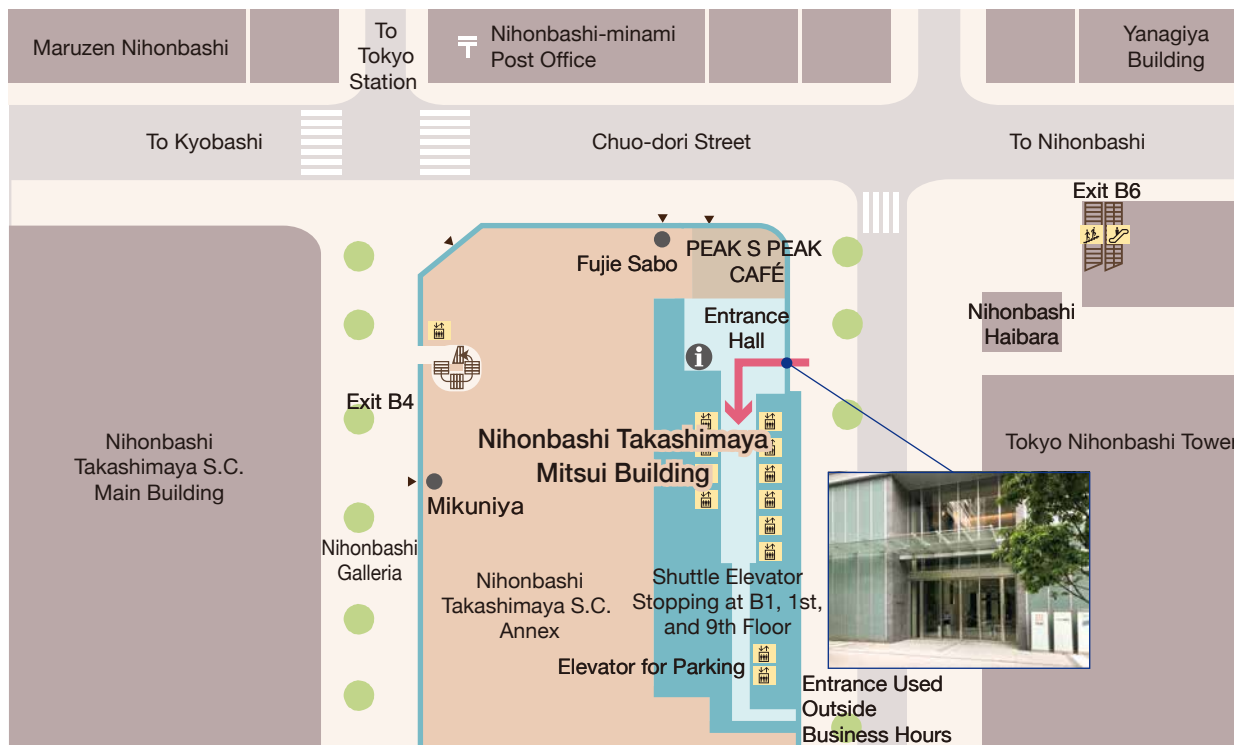 Maruzen Nihonbashi
To
Tokyo
Station
Nihonbashi-minami
Post Office
Yanagiya
Building
To Kyobashi
Chuo-dori Street
To Nihonbashi
Exit B6
Fujie Sabo
PEAK S PEAK
CAFÉ
Entrance
Hall
Nihonbashi
Haibara
Exit B4
Nihonbashi
Takashimaya S.C.
Main Building
Nihonbashi Takashimaya
Mitsui Building
Tokyo Nihonbashi Tower
Mikuniya
Nihonbashi
Galleria
Nihonbashi
Takashimaya S.C.
Annex
Shuttle Elevator
Stopping at B1, 1st,
and 9th Floor
Elevator for Parking
Entrance Used
Outside
Business Hours